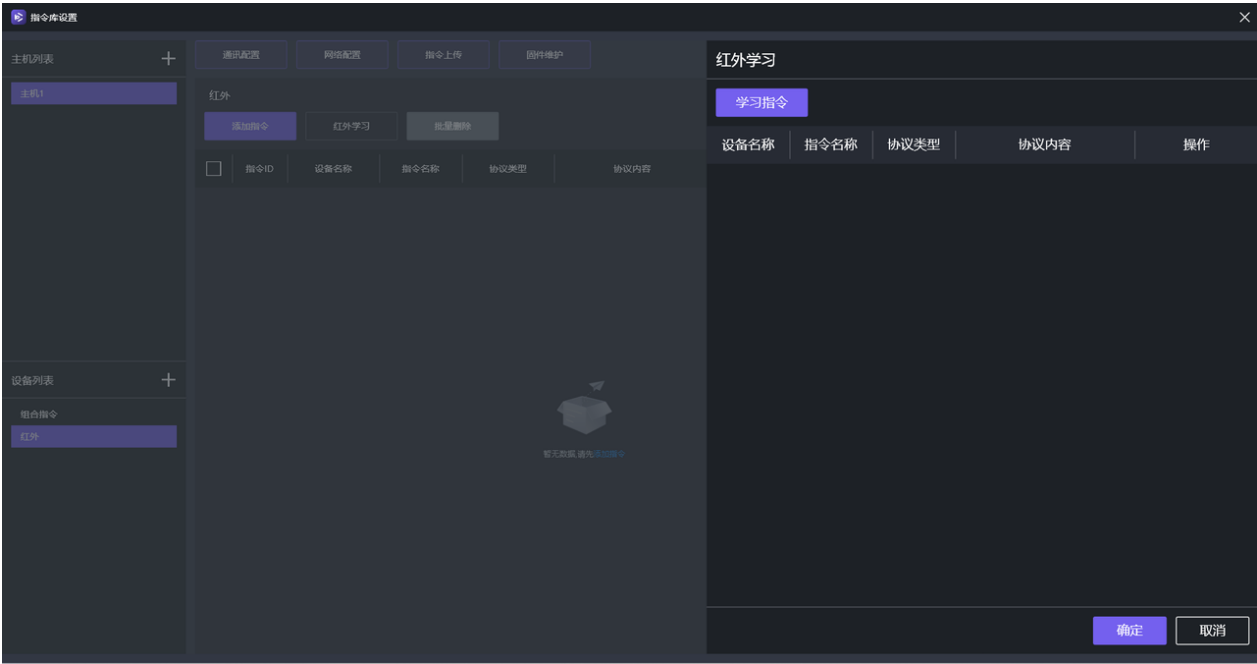 指令库设置
主机列表
主机1
设备列表
组合指令
红外
通讯配置 网络配置 指令上传 固件维护
红外
添加指令 红外学习 批量删除
指令ID 设备名称 指令名称 协议类型 协议内容
暂无数据,请先添加指令
红外学习
学习指令
设备名称 指令名称 协议类型 协议内容 操作
确定 取消